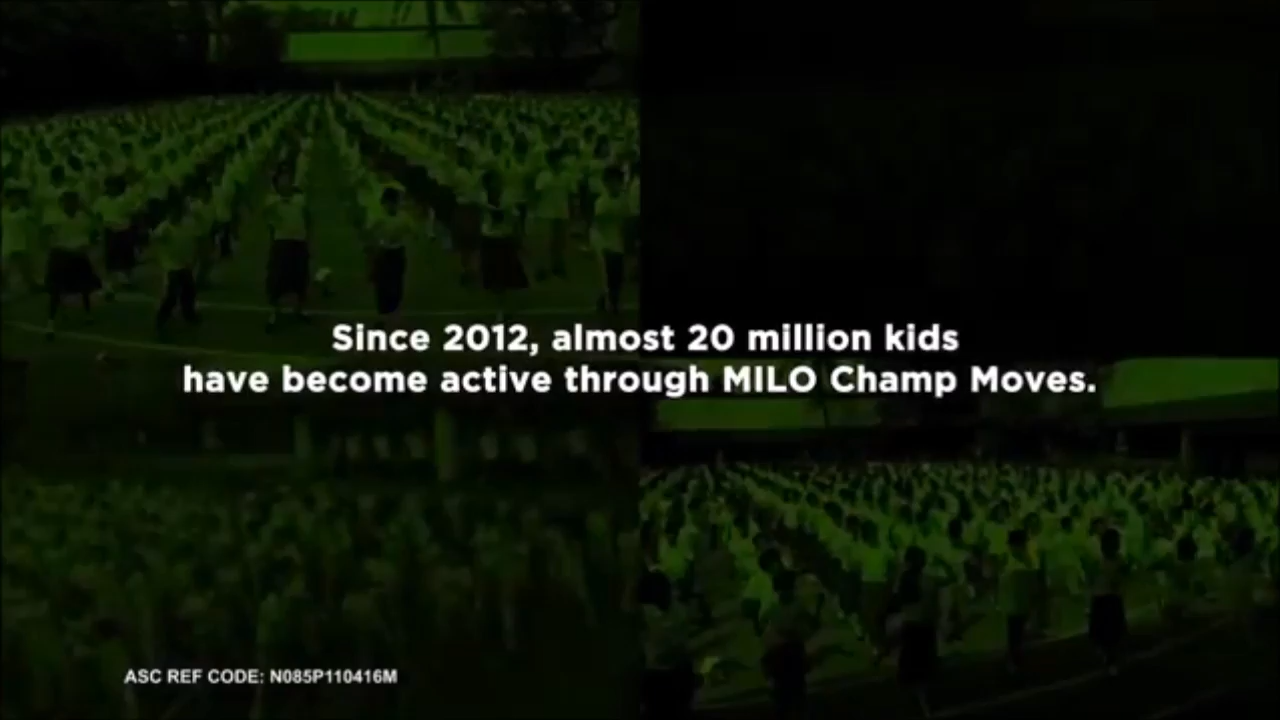 Since 2012, almost 20 million kids
have become active through MILO Champ Moves.
ASC REF CODE: N085P110416M